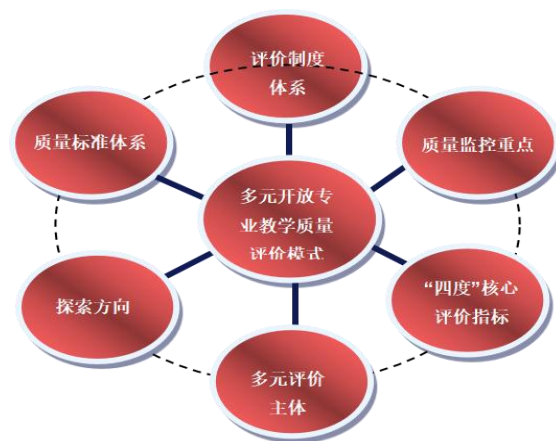 评价制度
体系
质量标准体系
质量监控重点
多元开放专
业教学质量
评价模式
探索方向
“四度”核心
评价指标
多元评价
主体